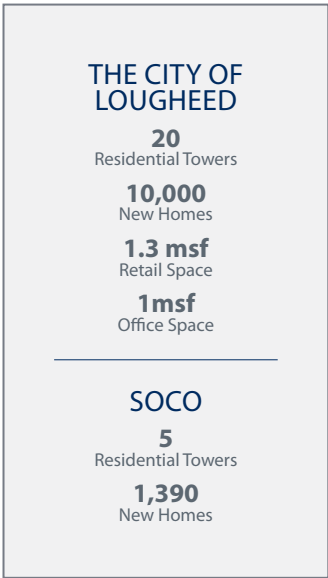 THE CITY OF
LOUGHEED
20
Residential Towers
10,000
New Homes
1.3 msf
Retail Space
1msf
Office Space
SOCO
5
Residential Towers
1,390
New Homes